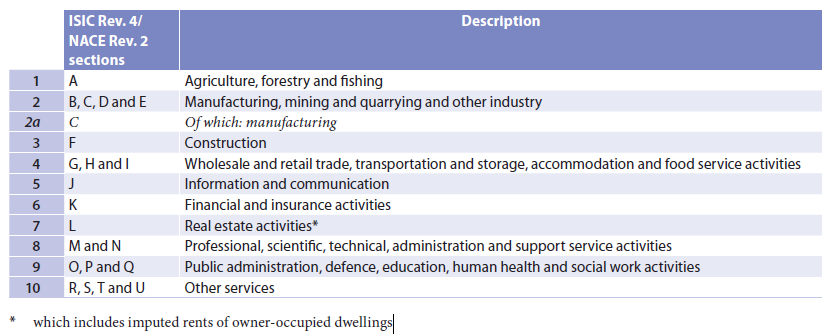 ISIC Rev. 4/ Description
NACE Rev. 2
sections
1 A Agriculture, forestry and fishing
2 B, C, D and E Manufacturing, mining and quarrying and other industry
2a C Of which: manufacturing
3 F Construction
4 G, H and I Wholesale and retail trade, transportation and storage, accommodation and food service activities
5 J Information and communication
6 K Financial and insurance activities
7 L Real estate activities*
8 M and N Professional, scientific, technical, administration and support service activities
9 O, P and Q Public administration, defence, education, human health and social work activities
10 R, S, T and U Other services
* which includes imputed rents of owner-occupied dwellings